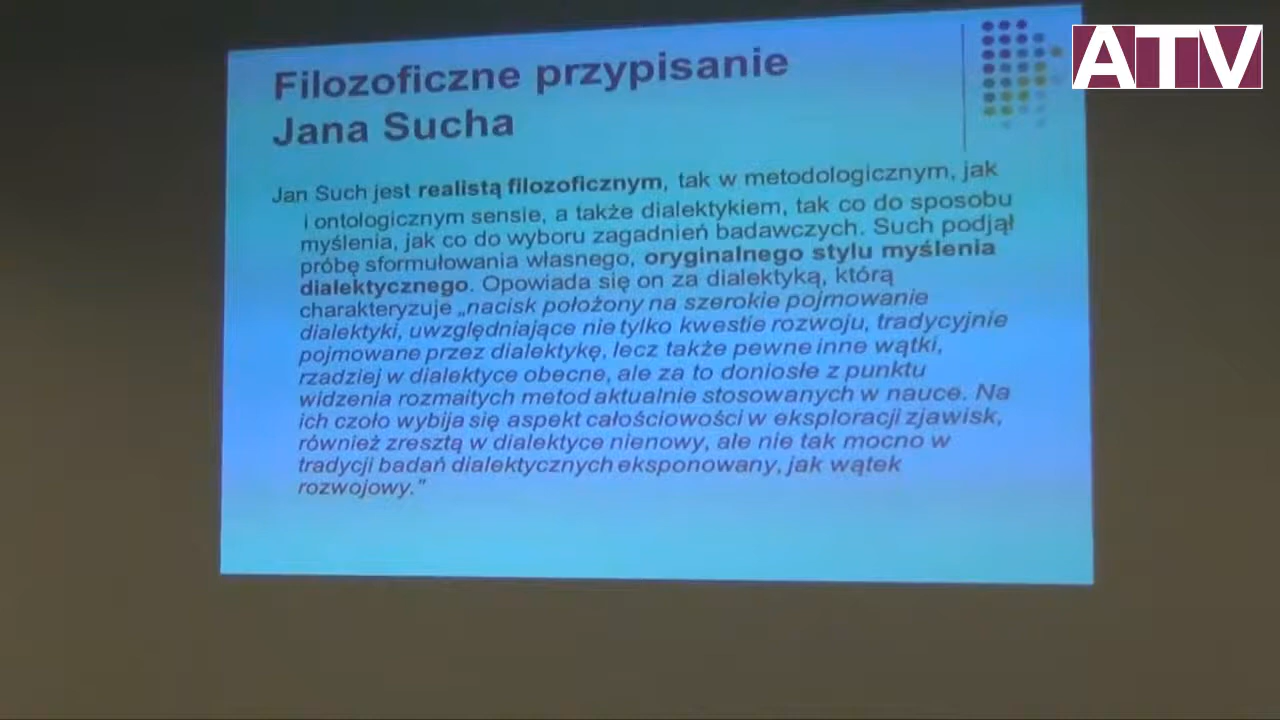 ATV
Filozoficzne przypisanie
Jana Sucha
Jan Such jest realistą filozoficznym, tak w metodologicznym, jak
i ontologicznym sensie, a także dialektykiem, tak co do sposobu
myślenia, jak co do wyboru zagadnień badawczych. Such podjął
próbę sformułowania własnego, oryginalnego stylu myślenia
dialektycznego. Opowiada się on za dialektyką, którą
charakteryzuje „nacisk położony na szerokie pojmowanie
dialektyki, uwzględniające nie tylko kwestie rozwoju, tradycyjnie
pojmowane przez dialektykę, lecz także pewne inne wątki,
rzadziej w dialektyce obecne, ale za to doniosłe z punktu
widzenia rozmaitych metod aktualnie stosowanych w nauce. Na
ich czoło wybija się aspekt całościowości w eksploracji zjawisk,
również zresztą w dialektyce nienowy, ale nie tak mocno w
tradycji badań dialektycznych eksponowany, jak wątek
rozwojowy.”